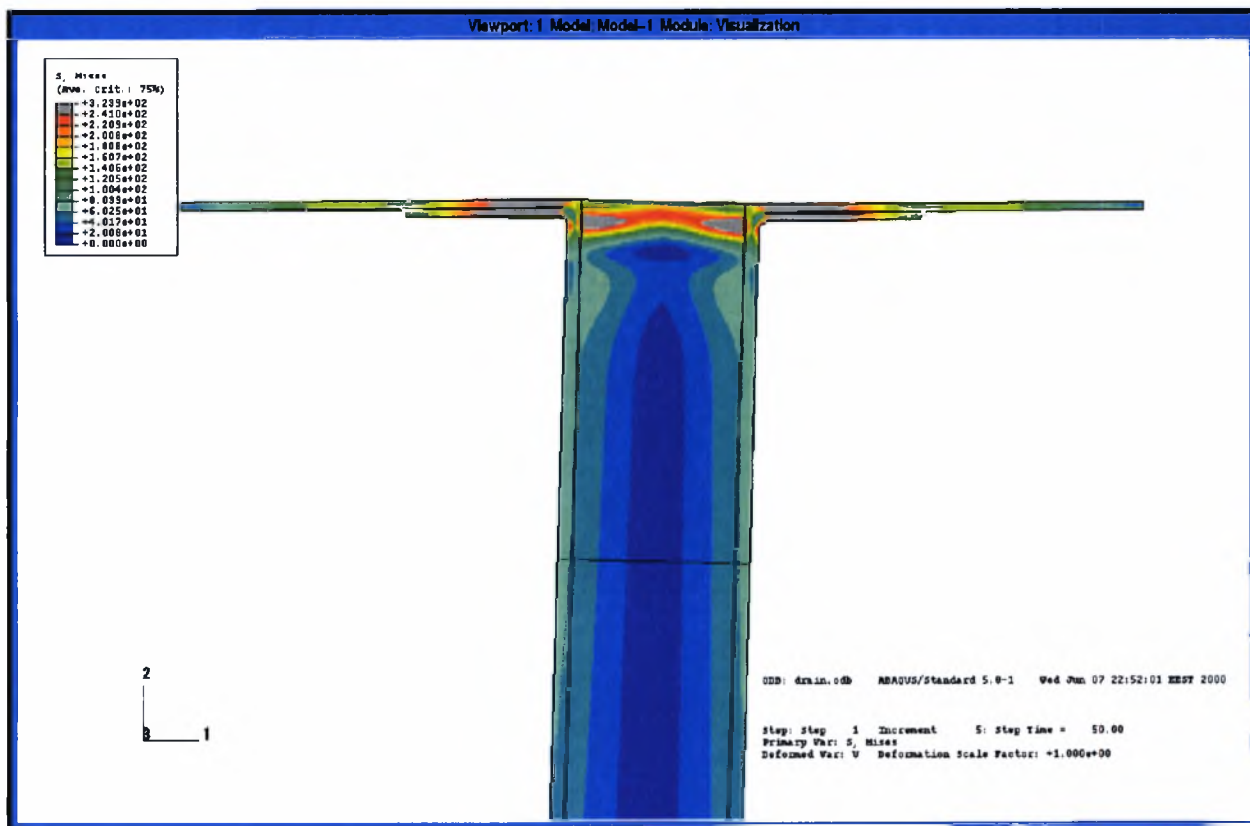 Viewport: 1 Model: Model-1 Module: Visualization
S, Mises
(Ave. Crit.: 75%)
+3.239e+02
+2.410e+02
+2.209e+02
+2.008e+02
+1.808e+02
+1.607e+02
+1.406e+02
+1.205e+02
+1.004e+02
+8.033e+01
+6.025e+01
+4.017e+01
+2.008e+01
+0.000e+00
2
3 1
ODB: drain.odb ABAQUS/Standard 5.8-1 Wed Jun 07 22:52:01 EEST 2000
Step: Step 1 Increment 5: Step Time = 50.00
Primary Var: S, Mises
Deformed Var: U Deformation Scale Factor: +1.000e+00